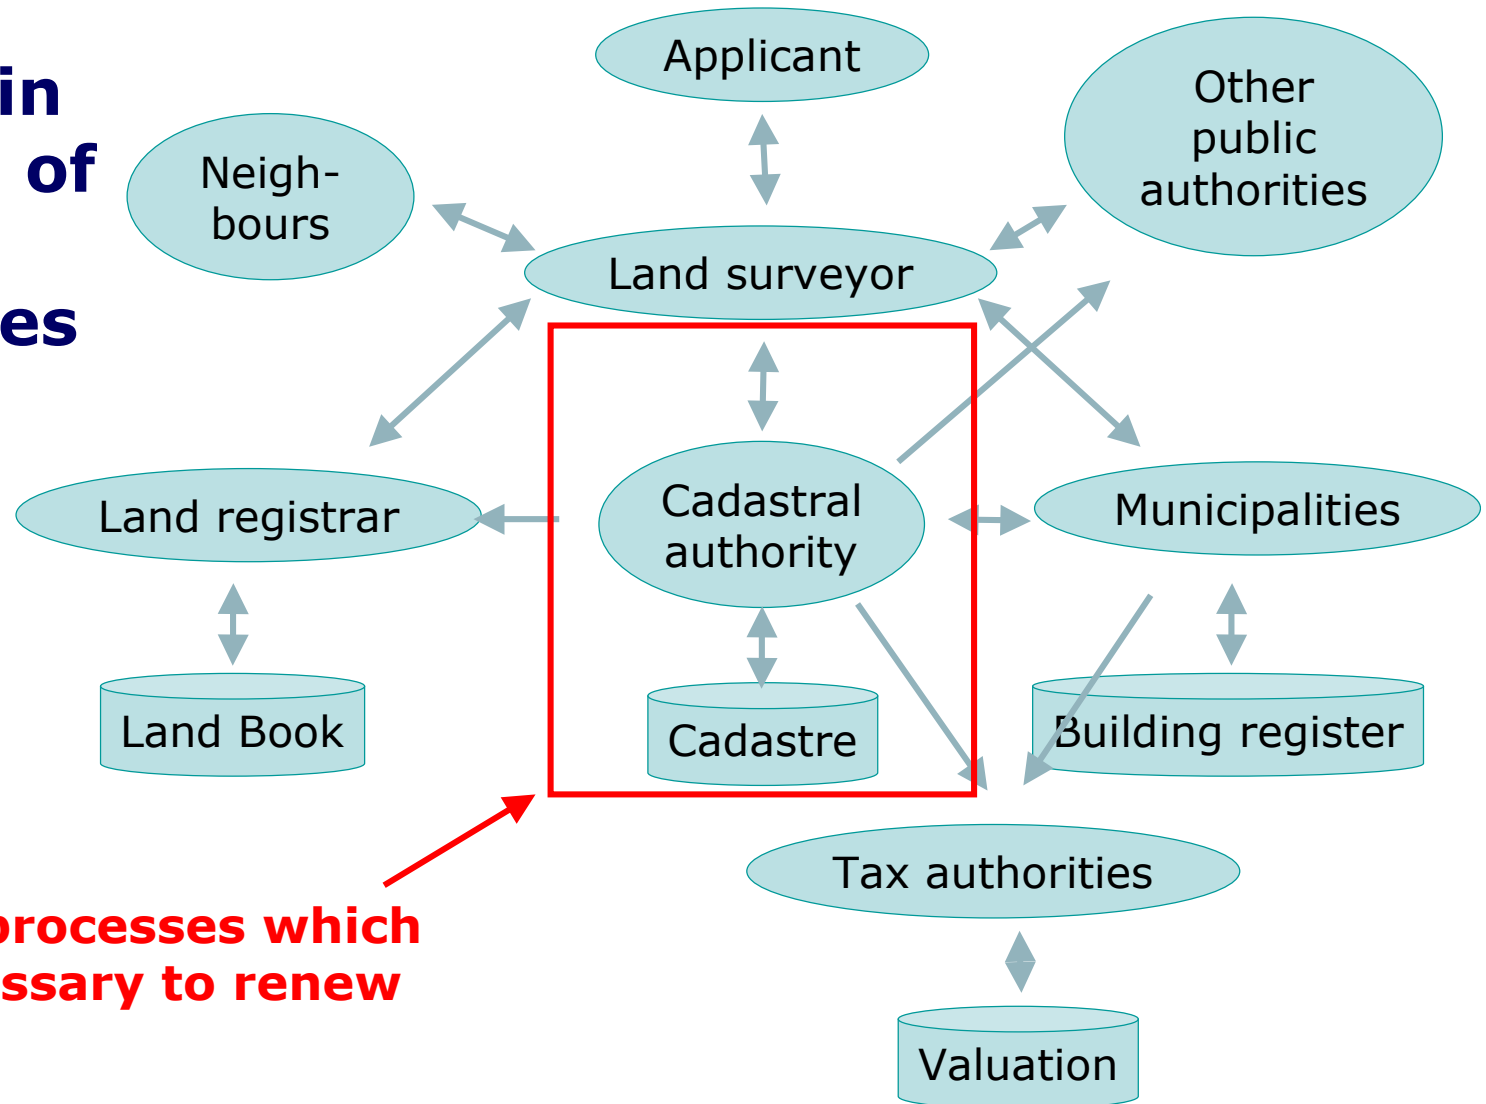 in
of
es
Applicant
Other
public
authorities
Neigh-
bours
Land surveyor
Cadastral
authority
Land registrar
Municipalities
Land Book
Cadastre
Building register
Tax authorities
processes which
ssary to renew
Valuation